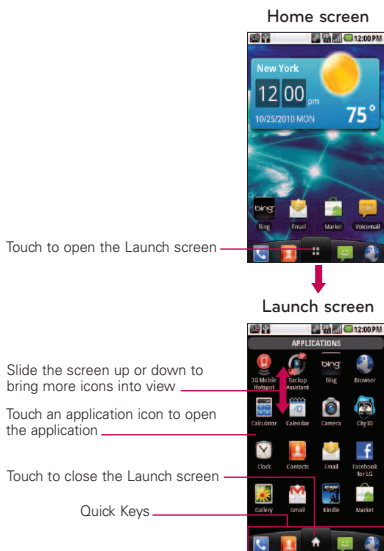 Home screen
12:00 PM
New York
12 00 pm
10/25/2010 MON
75°
bing
Bing
Email
Market
Voicemail
Touch to open the Launch screen
Launch screen
12:00 PM
APPLICATIONS
3G Mobile Hotspot
Backup Assistant
bing
Bing
Browser
Slide the screen up or down to
bring more icons into view
Calculator
Calendar
Camera
City ID
Touch an application icon to open
the application
Clock
Contacts
Email
Facebook for LG
Touch to close the Launch screen
Gallery
Gmail
Kindle
Market
Quick Keys